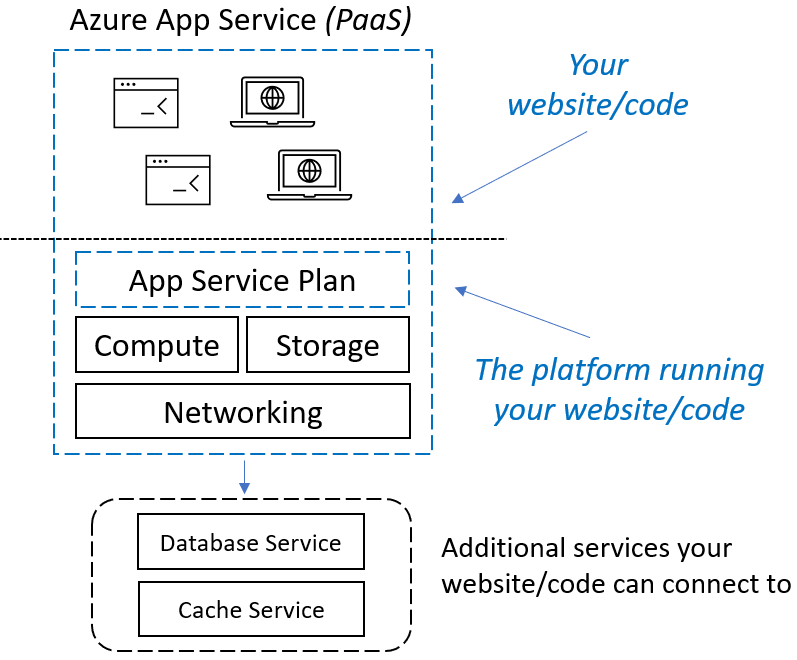 Azure App Service (PaaS)
Your
website/code
App Service Plan
Compute
Storage
Networking
The platform running
your website/code
Database Service
Cache Service
Additional services your
website/code can connect to